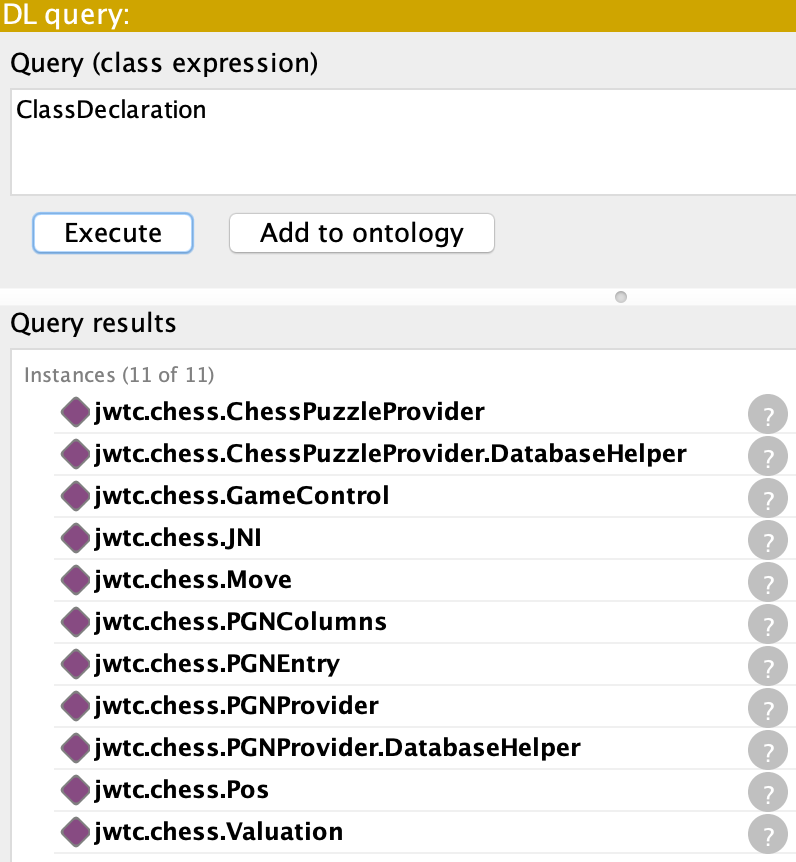 DL query:
Query (class expression)
ClassDeclaration
Execute Add to ontology
Query results
Instances (11 of 11)
jwtc.chess.ChessPuzzleProvider ?
jwtc.chess.ChessPuzzleProvider.DatabaseHelper ?
jwtc.chess.GameControl ?
jwtc.chess.JNI ?
jwtc.chess.Move ?
jwtc.chess.PGNColumns ?
jwtc.chess.PGNEntry ?
jwtc.chess.PGNProvider ?
jwtc.chess.PGNProvider.DatabaseHelper ?
jwtc.chess.Pos ?
jwtc.chess.Valuation ?